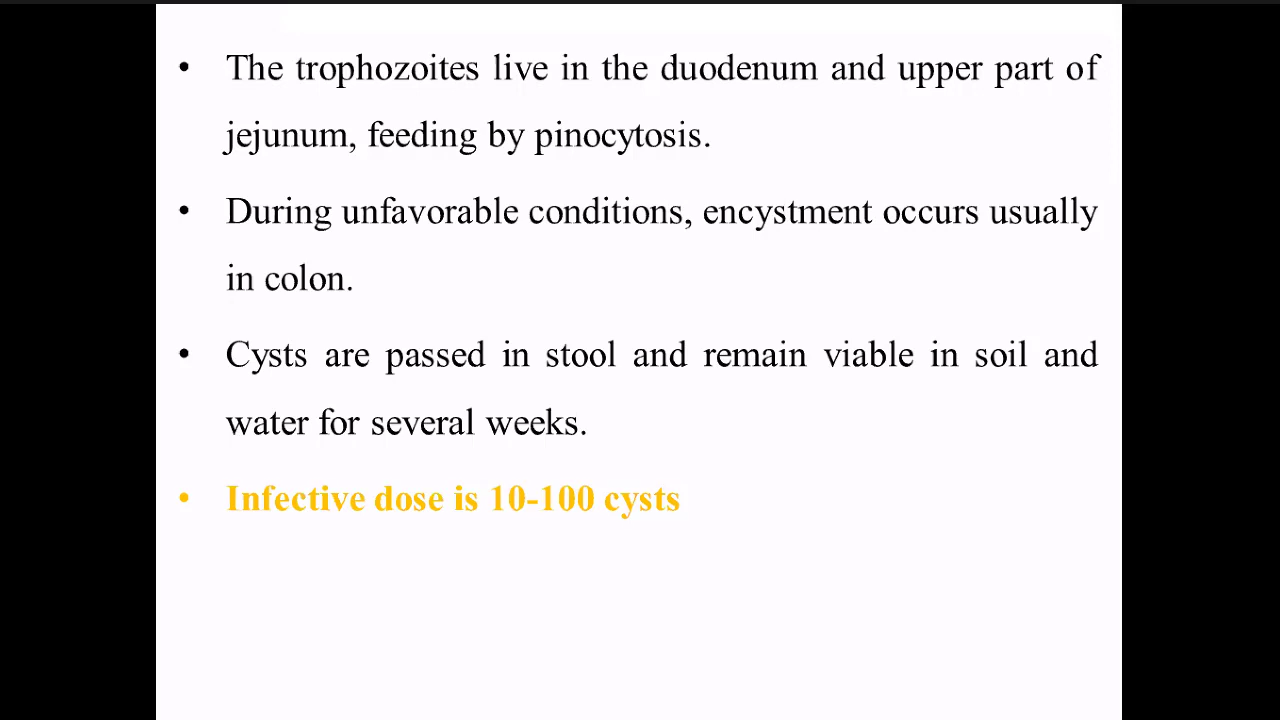 • The trophozoites live in the duodenum and upper part of
jejunum, feeding by pinocytosis.
• During unfavorable conditions, encystment occurs usually
in colon.
• Cysts are passed in stool and remain viable in soil and
water for several weeks.
• Infective dose is 10-100 cysts